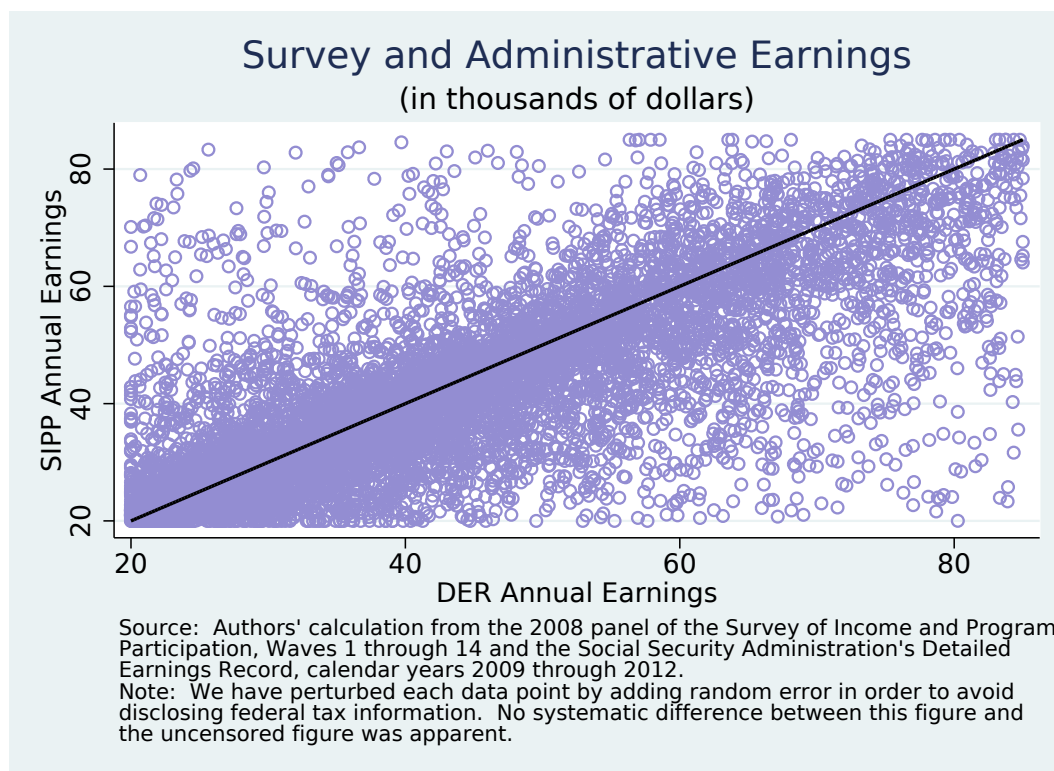 Survey and Administrative Earnings
(in thousands of dollars)
SIPP Annual Earnings
80
60
40
20
20 40 60 80
DER Annual Earnings
Source:  Authors' calculation from the 2008 panel of the Survey of Income and Program
Participation, Waves 1 through 14 and the Social Security Administration's Detailed
Earnings Record, calendar years 2009 through 2012.
Note:  We have perturbed each data point by adding random error in order to avoid
disclosing federal tax information.  No systematic difference between this figure and
the uncensored figure was apparent.